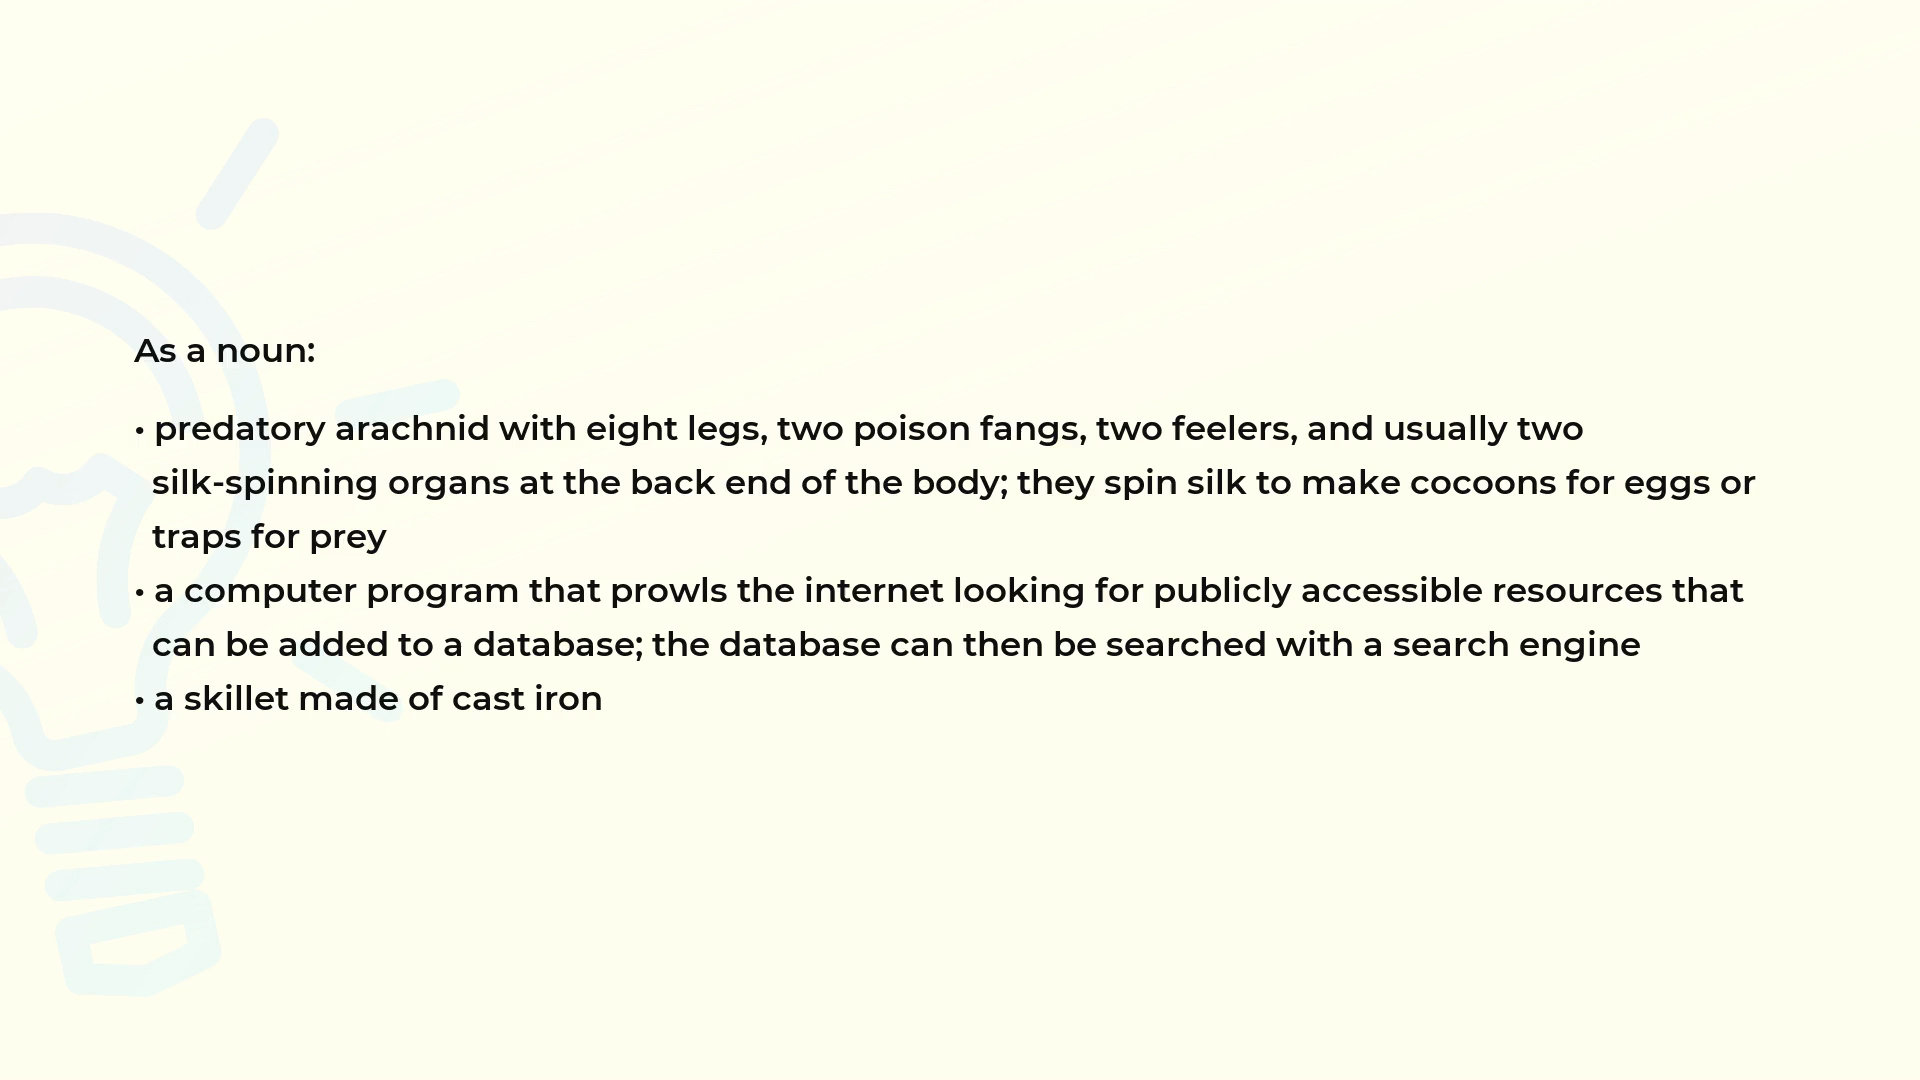 As a noun:
• predatory arachnid with eight legs, two poison fangs, two feelers, and usually two
silk-spinning organs at the back end of the body; they spin silk to make cocoons for eggs or
traps for prey
• a computer program that prowls the internet looking for publicly accessible resources that
can be added to a database; the database can then be searched with a search engine
• a skillet made of cast iron